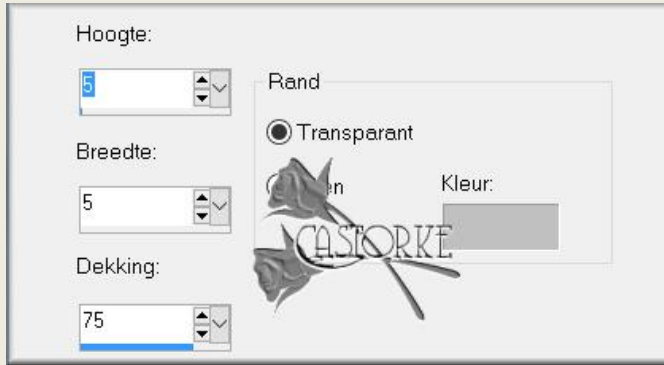 Hoogte:
5
Rand
Transparant
Breedte:
Kleur:
5
CASTORKE
Dekking:
75